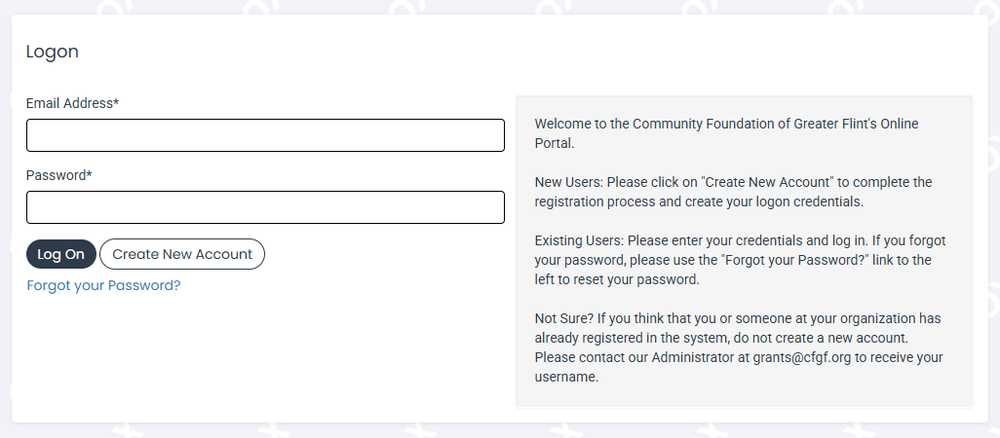 Logon
Email Address*
Password*
Log On
Create New Account
Forgot your Password?
Welcome to the Community Foundation of Greater Flint's Online
Portal.
New Users: Please click on "Create New Account" to complete the
registration process and create your logon credentials.
Existing Users: Please enter your credentials and log in. If you forgot
your password, please use the "Forgot your Password?" link to the
left to reset your password.
Not Sure? If you think that you or someone at your organization has
already registered in the system, do not create a new account.
Please contact our Administrator at grants@cfgf.org to receive your
username.